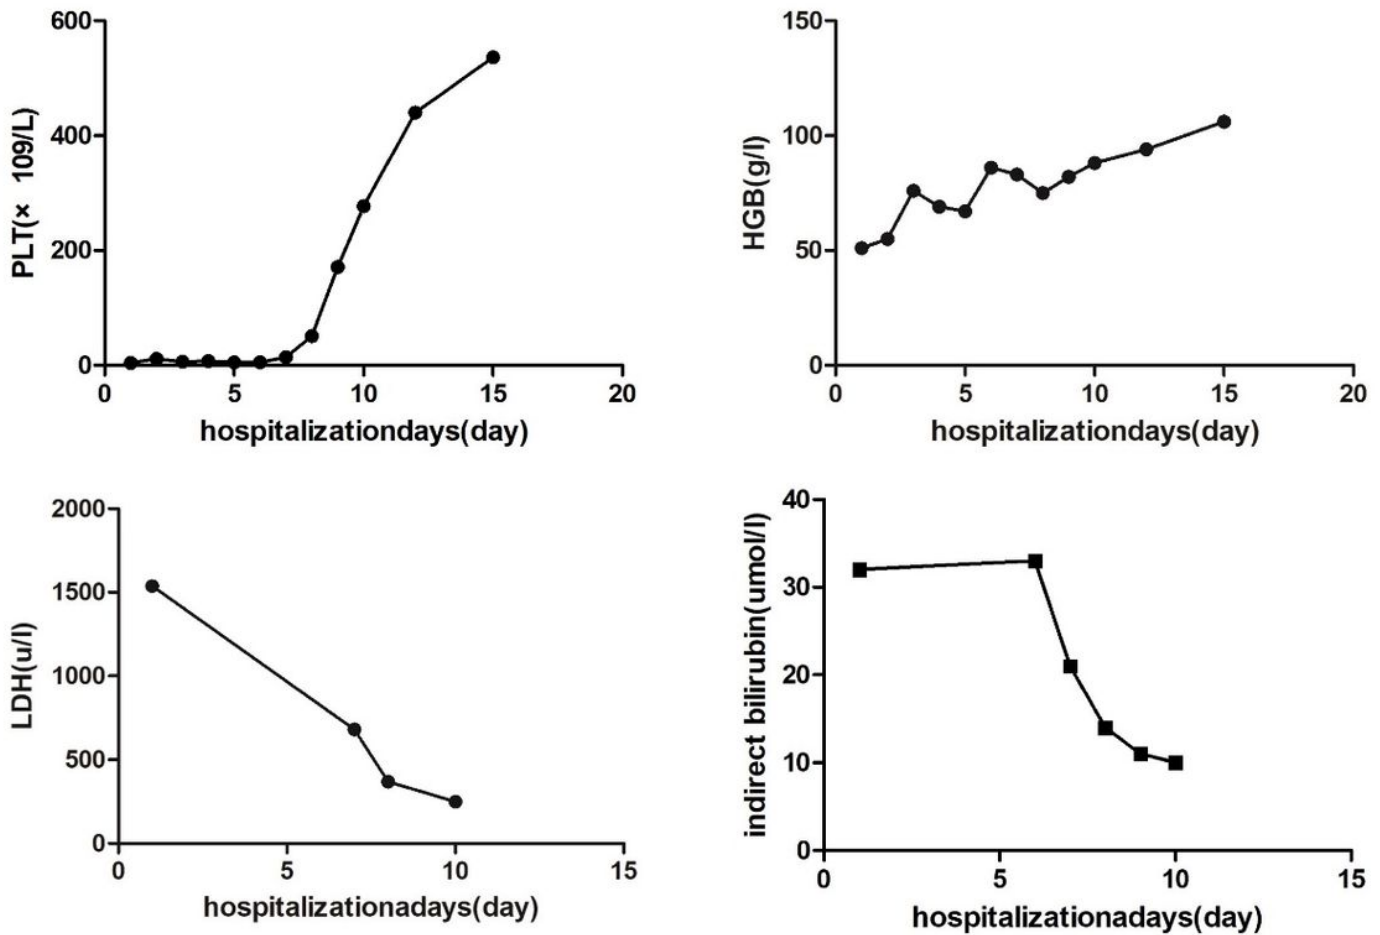 PLT(× 109/L)
600
400
200
0
0 5 10 15 20
hospitalizationdays(day)
HGB(g/l)
150
100
50
0
0 5 10 15 20
hospitalizationdays(day)
LDH(u/l)
2000
1500
1000
500
0
0 5 10 15
hospitalizationadays(day)
indirect bilirubin(umol/l)
40
30
20
10
0
0 5 10 15
hospitalizationadays(day)